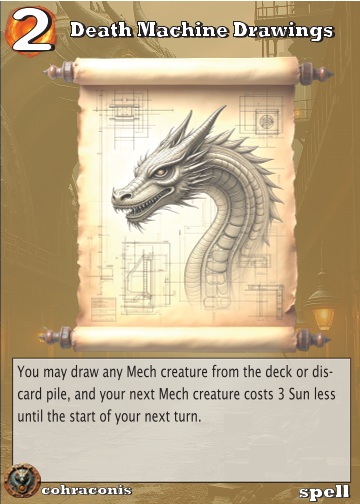 2 Death Machine Drawings
You may draw any Mech creature from the deck or dis-
card pile, and your next Mech creature costs 3 Sun less
until the start of your next turn.
cohraconis spell